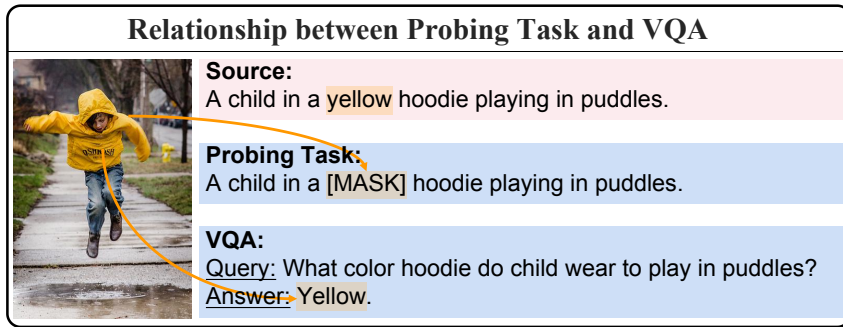 Relationship between Probing Task and VQA
Source:
A child in a yellow hoodie playing in puddles.
Probing Task:
A child in a [MASK] hoodie playing in puddles.
VQA:
Query: What color hoodie do child wear to play in puddles?
Answer: Yellow.